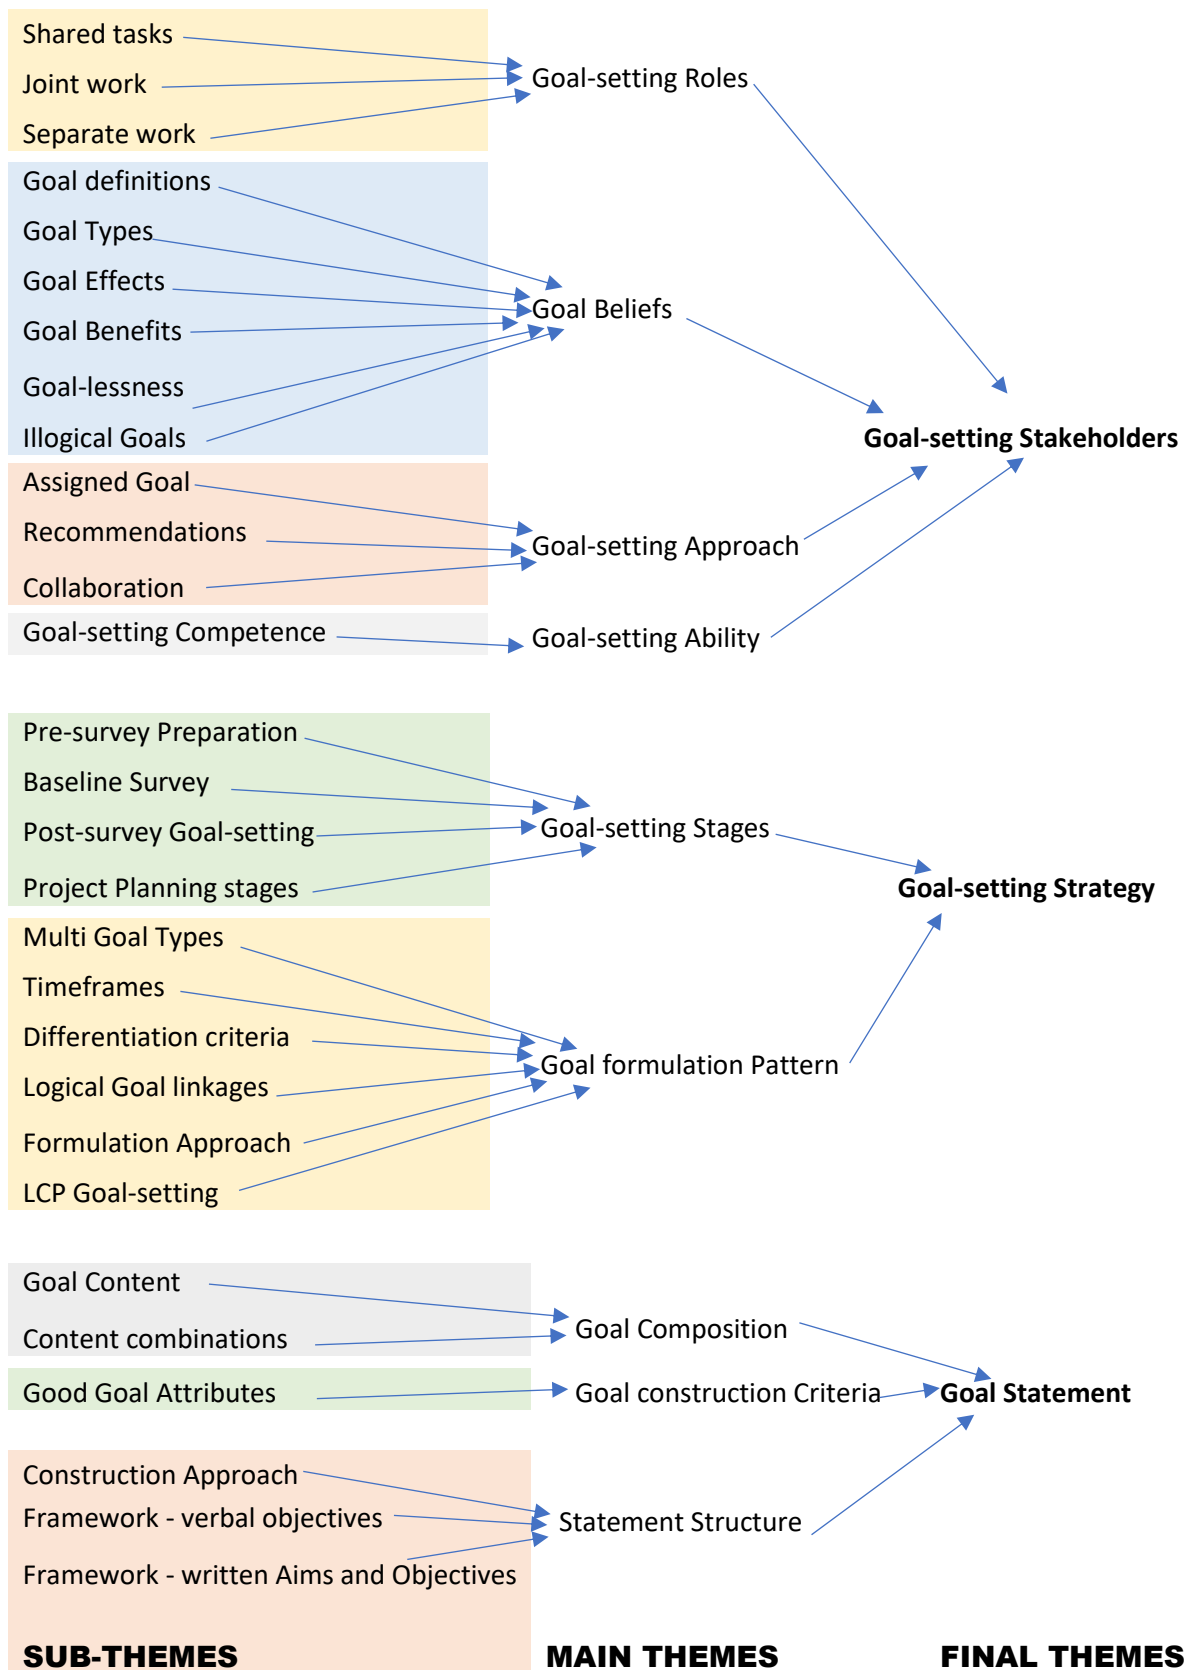 Shared tasks
Joint work
Separate work
Goal-setting Roles
Goal definitions
Goal Types
Goal Effects
Goal Benefits
Goal-lessness
Illogical Goals
Goal Beliefs
Assigned Goal
Recommendations
Collaboration
Goal-setting Approach
Goal-setting Competence
Goal-setting Ability
Goal-setting Stakeholders
Pre-survey Preparation
Baseline Survey
Post-survey Goal-setting
Project Planning stages
Goal-setting Stages
Multi Goal Types
Timeframes
Differentiation criteria
Logical Goal linkages
Formulation Approach
LCP Goal-setting
Goal formulation Pattern
Goal-setting Strategy
Goal Content
Content combinations
Goal Composition
Good Goal Attributes
Goal construction Criteria
Goal Statement
Construction Approach
Framework - verbal objectives
Framework - written Aims and Objectives
Statement Structure
SUB-THEMES
MAIN THEMES
FINAL THEMES